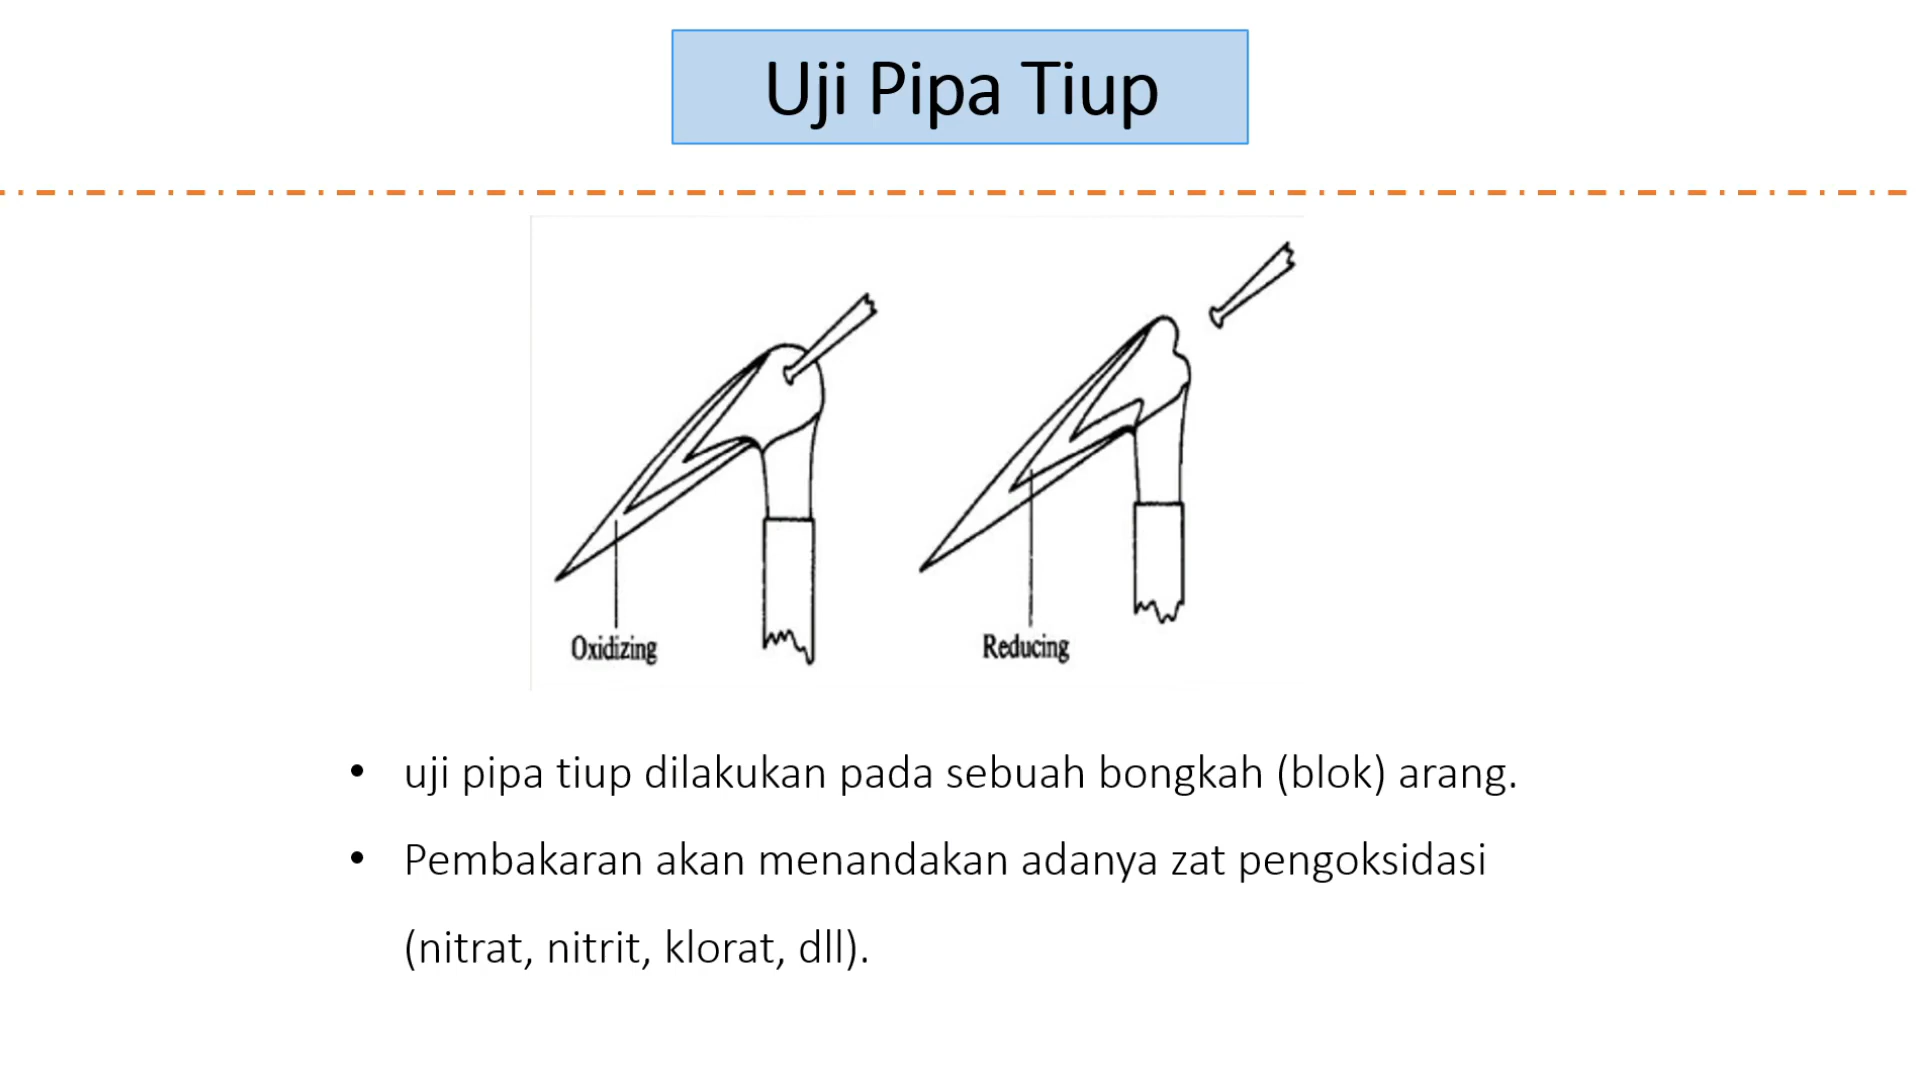 Uji Pipa Tiup
Oxidizing
Reducing
• uji pipa tiup dilakukan pada sebuah bongkah (blok) arang.
• Pembakaran akan menandakan adanya zat pengoksidasi
(nitrat, nitrit, klorat, dll).